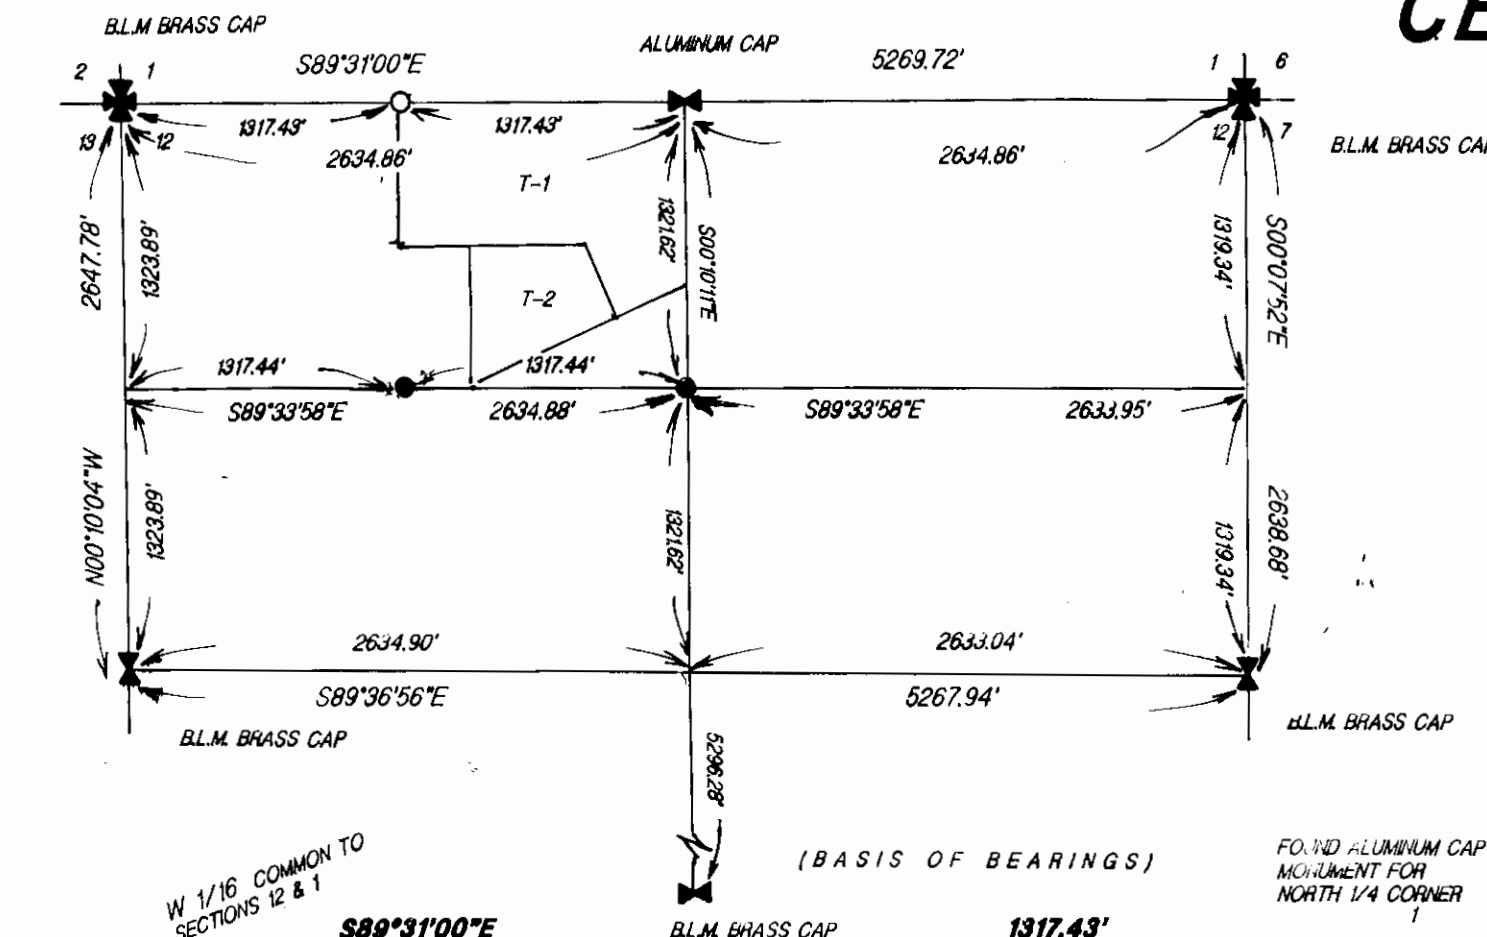 CE
B.L.M BRASS CAP
ALUMINUM CAP
S89°31'00"E
5269.72'
2 1
1 6
13 12
12 7
1317.43'
1317.43'
B.L.M. BRASS CAP
2634.86'
2634.86'
T-1
2647.78'
1323.89'
1321.62'
S00°10'11"E
1319.34'
S00°07'52"E
T-2
1317.44'
1317.44'
S89°33'58"E
2634.88'
S89°33'58"E
2633.95'
N00°10'04"W
1323.89'
1321.62'
1319.34'
2638.68'
2634.90'
2633.04'
S89°36'56"E
5267.94'
B.L.M. BRASS CAP
B.L.M. BRASS CAP
5296.28'
W 1/16 COMMON TO
SECTIONS 12 & 1
(BASIS OF BEARINGS)
FOUND ALUMINUM CAP
MONUMENT FOR
NORTH 1/4 CORNER
1
S89°31'00"E
B.L.M. BRASS CAP
1317.43'